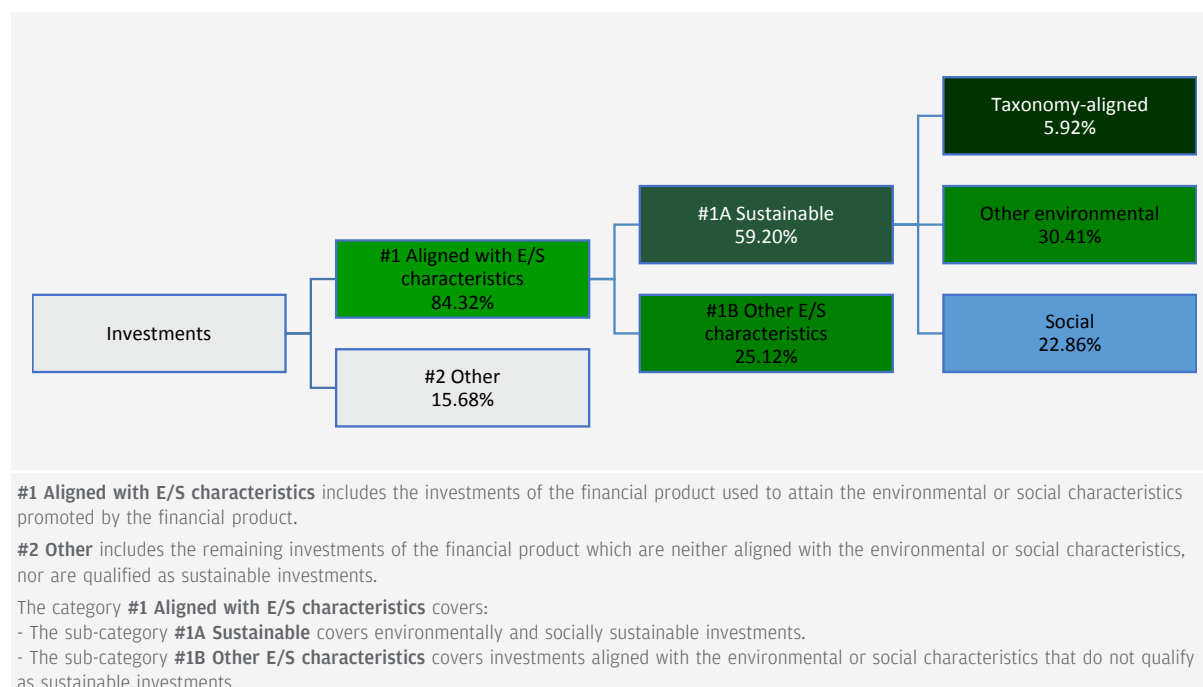 Taxonomy-aligned
5.92%
#1A Sustainable
59.20%
Other environmental
30.41%
#1 Aligned with E/S
characteristics
84.32%
#1B Other E/S
characteristics
25.12%
Social
22.86%
Investments
#2 Other
15.68%
#1 Aligned with E/S characteristics includes the investments of the financial product used to attain the environmental or social characteristics
promoted by the financial product.
#2 Other includes the remaining investments of the financial product which are neither aligned with the environmental or social characteristics,
nor are qualified as sustainable investments.
The category #1 Aligned with E/S characteristics covers:
- The sub-category #1A Sustainable covers environmentally and socially sustainable investments.
- The sub-category #1B Other E/S characteristics covers investments aligned with the environmental or social characteristics that do not qualify
as sustainable investments.